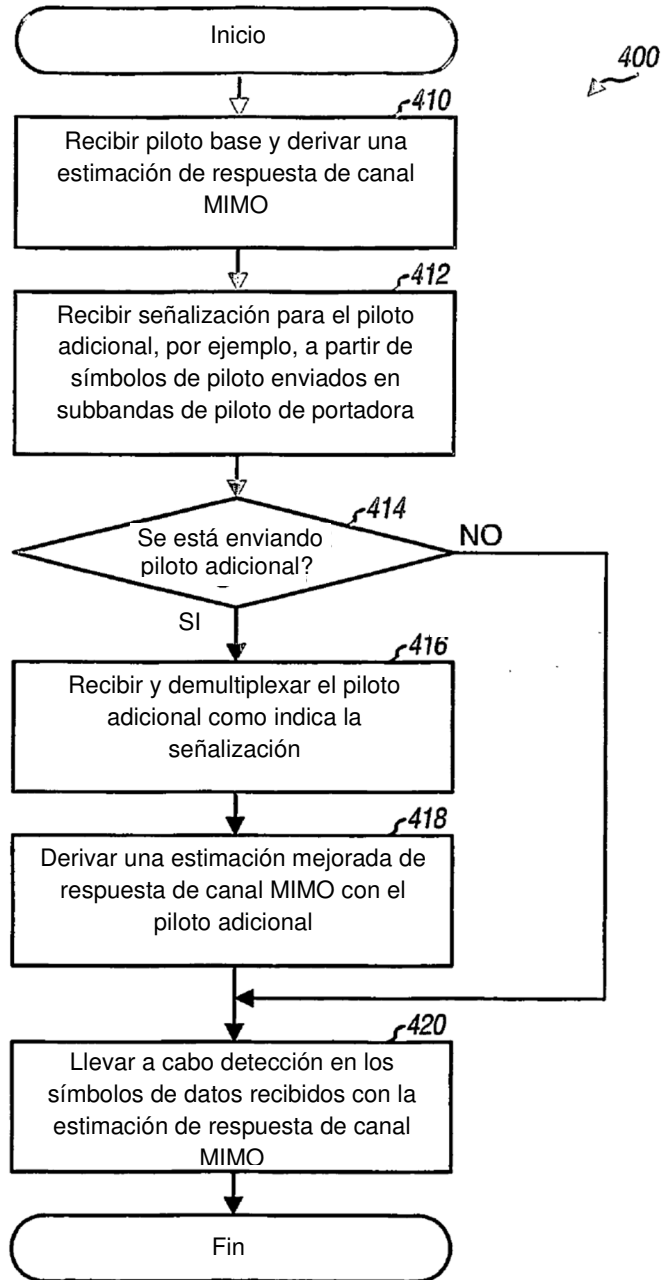 Inicio
400
410
Recibir piloto base y derivar una
estimación de respuesta de canal
MIMO
412
Recibir señalización para el piloto
adicional, por ejemplo, a partir de
símbolos de piloto enviados en
subbandas de piloto de portadora
414
Se está enviando
piloto adicional?
NO
SI
416
Recibir y demultiplexar el piloto
adicional como indica la
señalización
418
Derivar una estimación mejorada de
respuesta de canal MIMO con el
piloto adicional
420
Llevar a cabo detección en los
símbolos de datos recibidos con la
estimación de respuesta de canal
MIMO
Fin